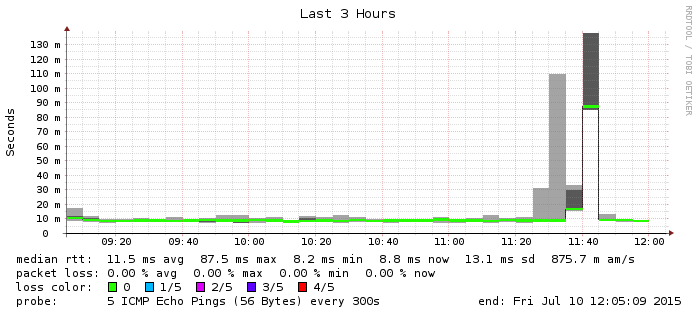 Last 3 Hours
RRDTOOL / TOBI OETIKER
Seconds
130 m
120 m
110 m
100 m
90 m
80 m
70 m
60 m
50 m
40 m
30 m
20 m
10 m
0
09:20 09:40 10:00 10:20 10:40 11:00 11:20 11:40 12:00
median rtt: 11.5 ms avg 87.5 ms max 8.2 ms min 8.8 ms now 13.1 ms sd 875.7 m am/s
packet loss: 0.00 % avg 0.00 % max 0.00 % min 0.00 % now
loss color: 0 1/5 2/5 3/5 4/5
probe: 5 ICMP Echo Pings (56 Bytes) every 300s end: Fri Jul 10 12:05:09 2015